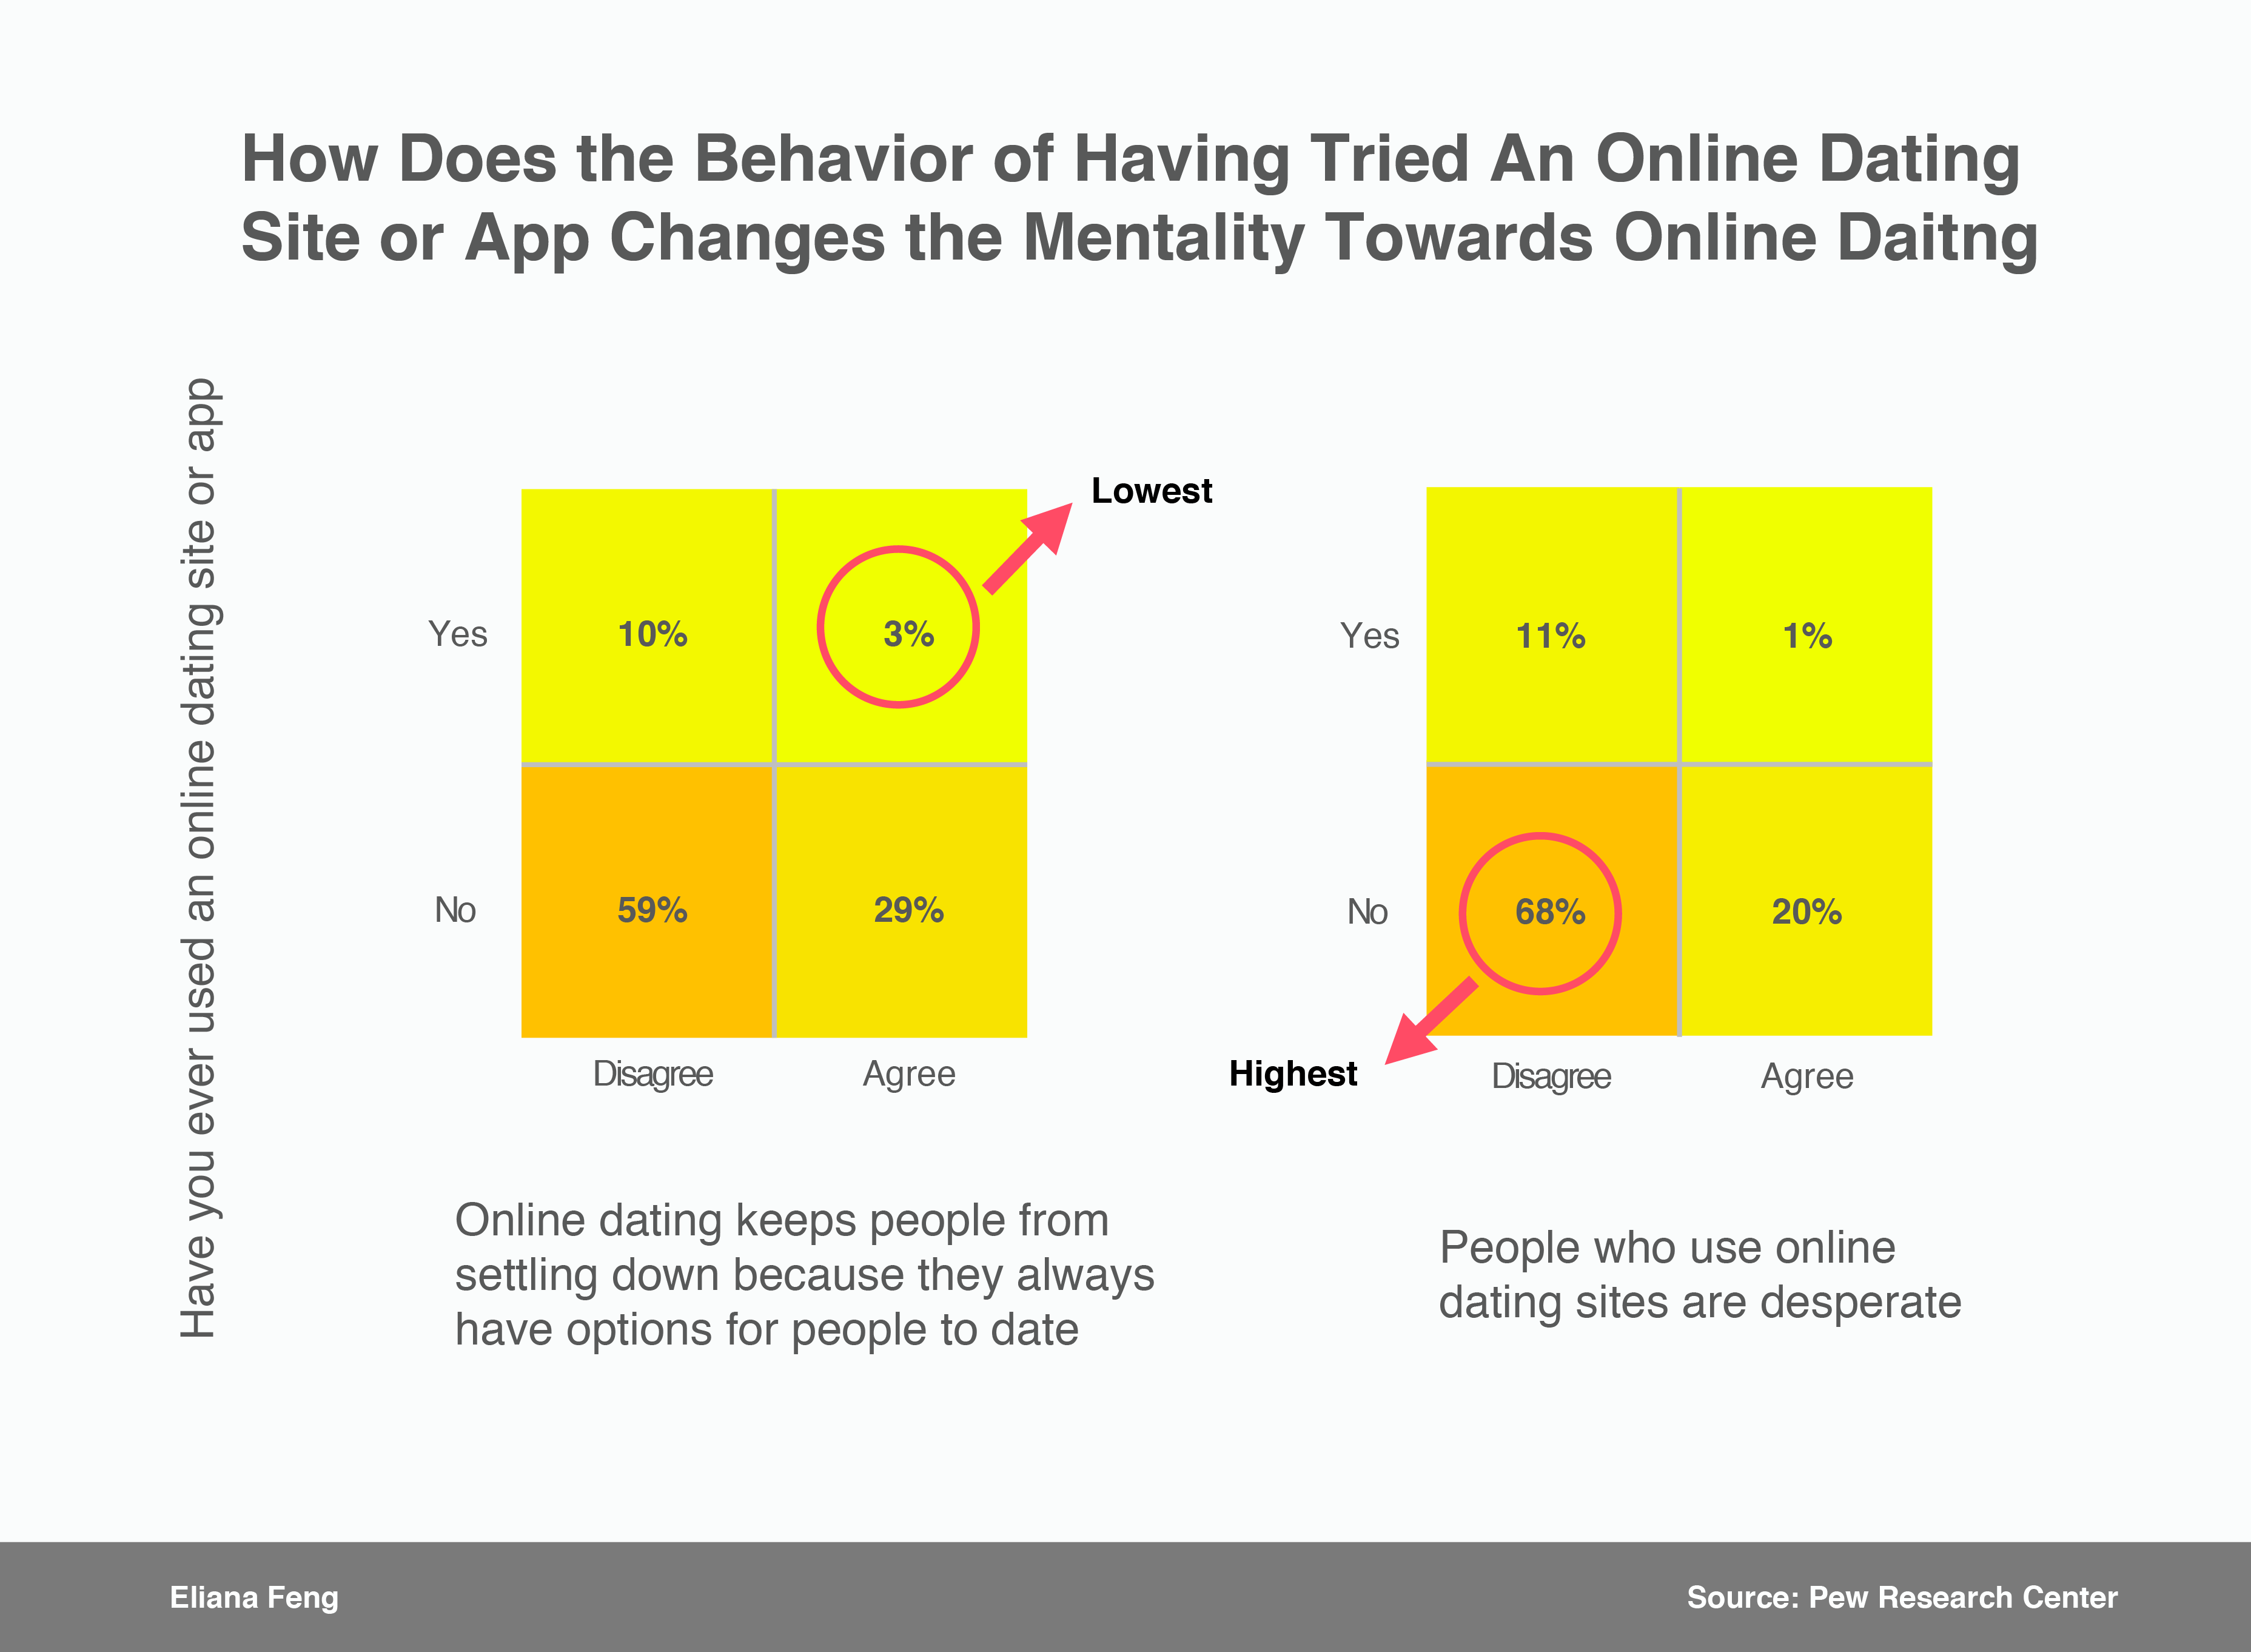 How Does the Behavior of Having Tried An Online Dating
Site or App Changes the Mentality Towards Online Daitng
Have you ever used an online dating site or app
Lowest
Yes
10%
3%
No
59%
29%
Disagree
Agree
Online dating keeps people from
settling down because they always
have options for people to date
Yes
11%
1%
No
68%
20%
Highest
Disagree
Agree
People who use online
dating sites are desperate
Eliana Feng
Source: Pew Research Center